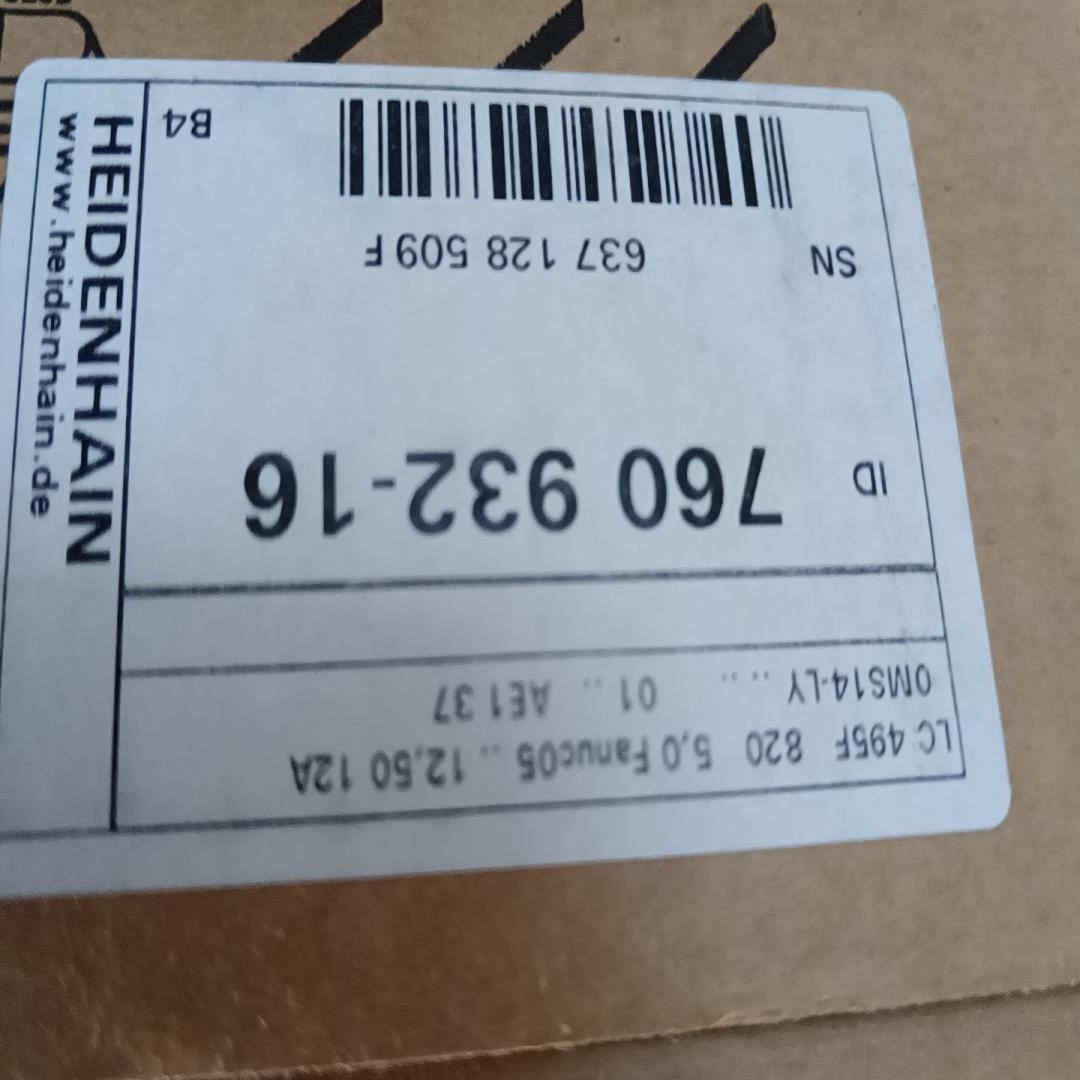 LC 495F 820 5,0 Fanuc05 .. 12,50 12A
OMS14-LY .. .. 01 .. AE1 37
ID 760 932-16
SN 637 128 509 F
B4
HEIDENHAIN
www.heidenhain.de